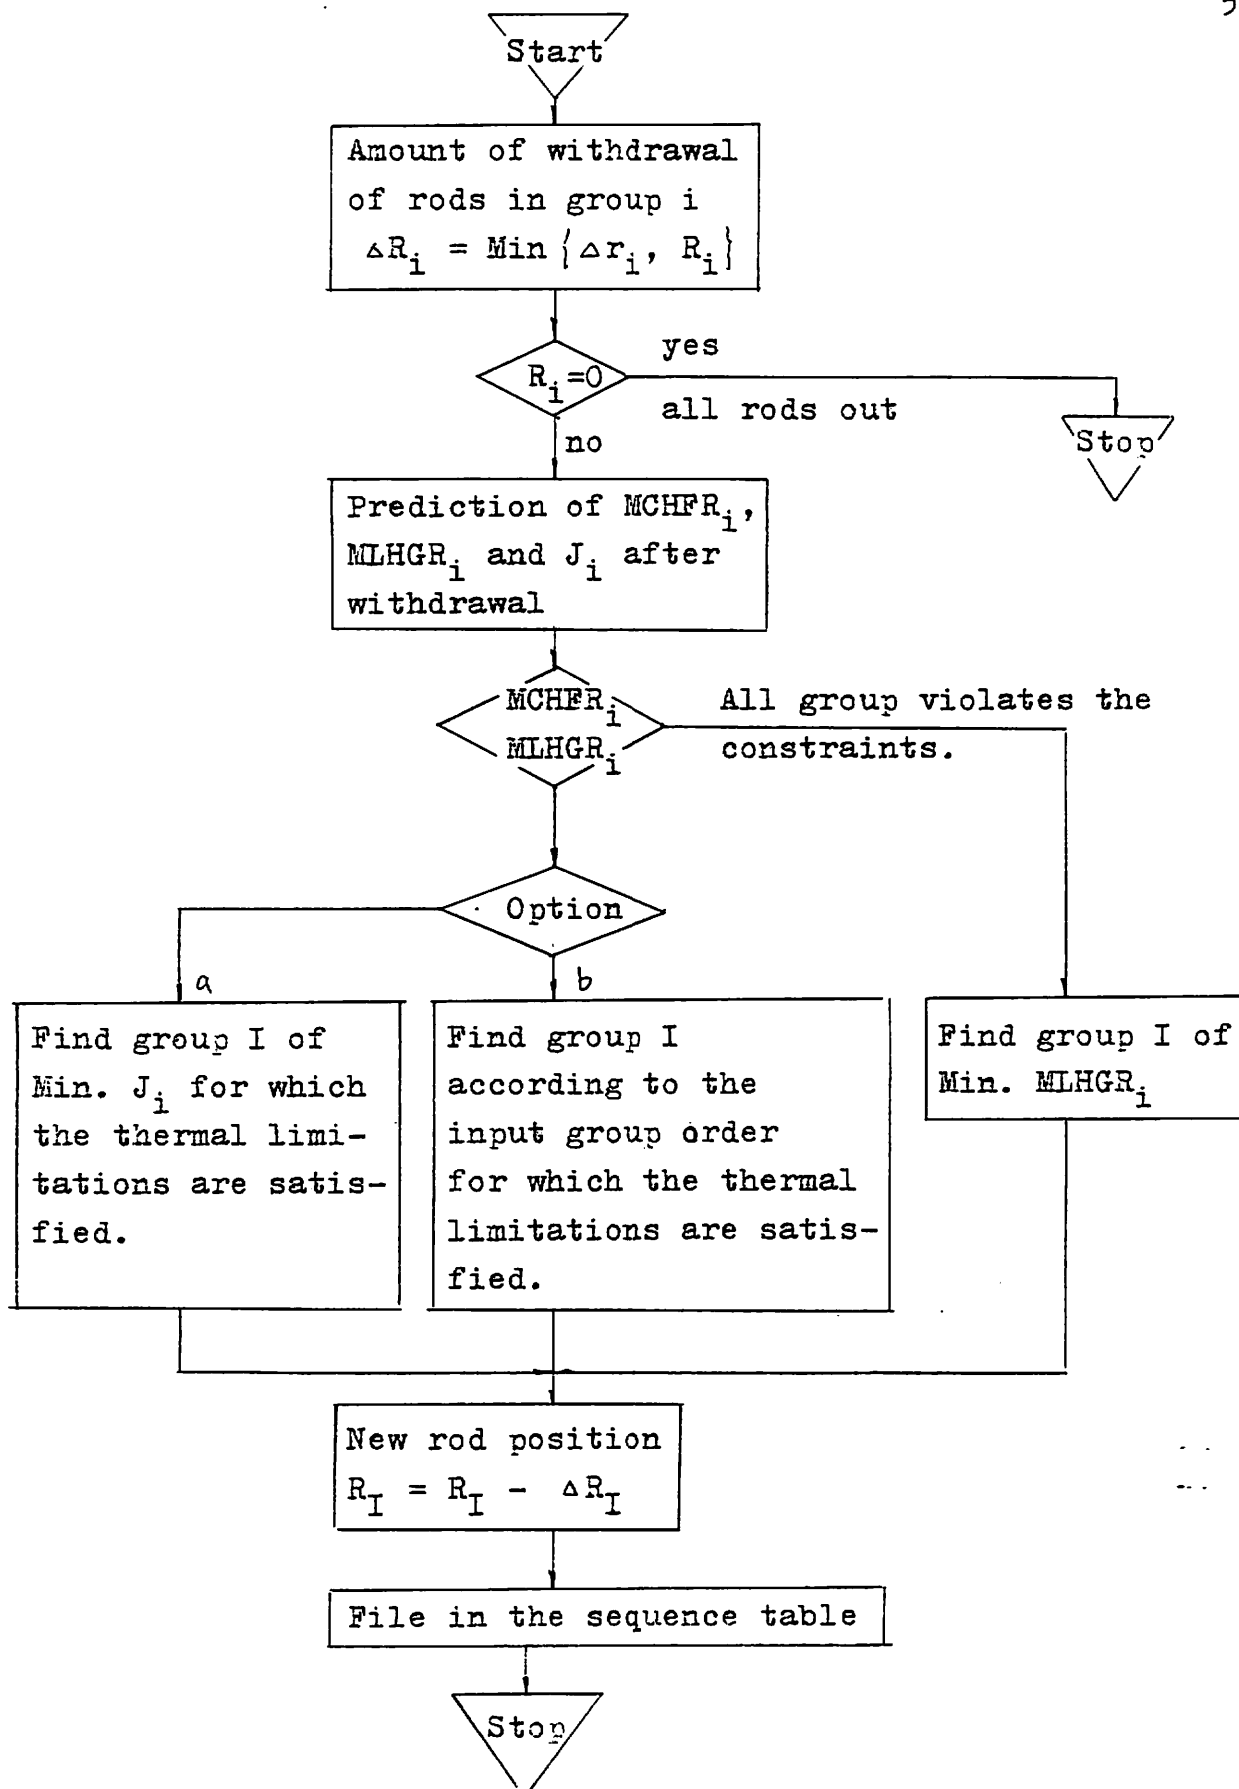 Start
Amount of withdrawal
of rods in group i
△R_i = Min {△r_i, R_i}
R_i=0
yes
all rods out
Stop
no
Prediction of MCHFR_i,
MLHGR_i and J_i after
withdrawal
MCHFR_i
MLHGR_i
All group violates the
constraints.
Option
a
b
Find group I of
Min. J_i for which
the thermal limi-
tations are satis-
fied.
Find group I
according to the
input group order
for which the thermal
limitations are satis-
fied.
Find group I of
Min. MLHGR_i
New rod position
R_I = R_I - △R_I
File in the sequence table
Stop